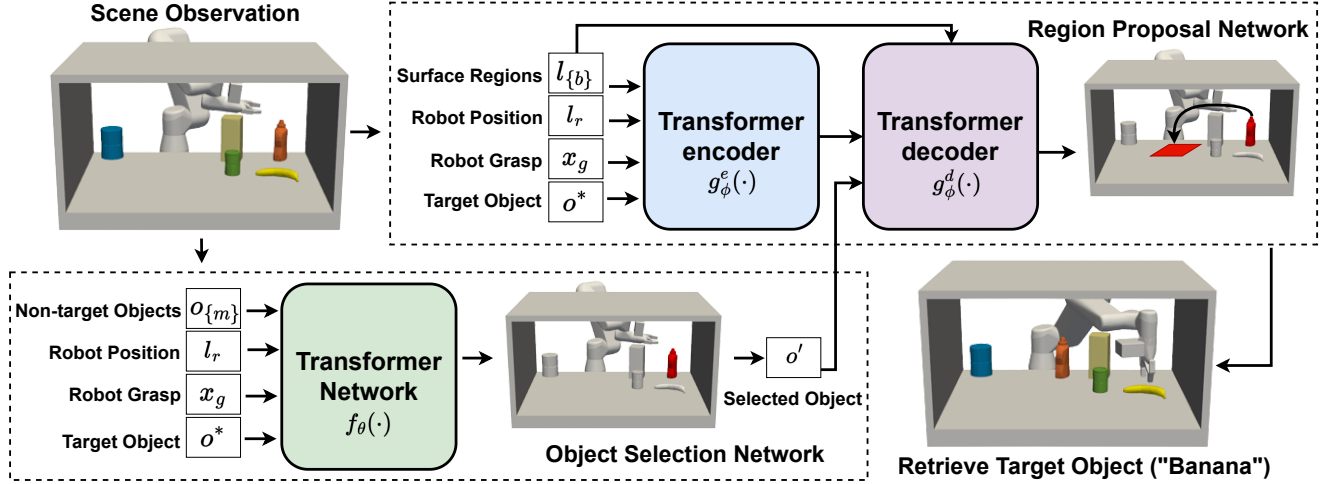 Scene Observation
Region Proposal Network
Surface Regions
l_{b}
Robot Position
l_r
Robot Grasp
x_g
Target Object
o*
Transformer
encoder
g_ϕ^e(·)
Transformer
decoder
g_ϕ^d(·)
Non-target Objects
o_{m}
Robot Position
l_r
Robot Grasp
x_g
Target Object
o*
Transformer
Network
f_θ(·)
o′
Selected Object
Object Selection Network
Retrieve Target Object ("Banana")